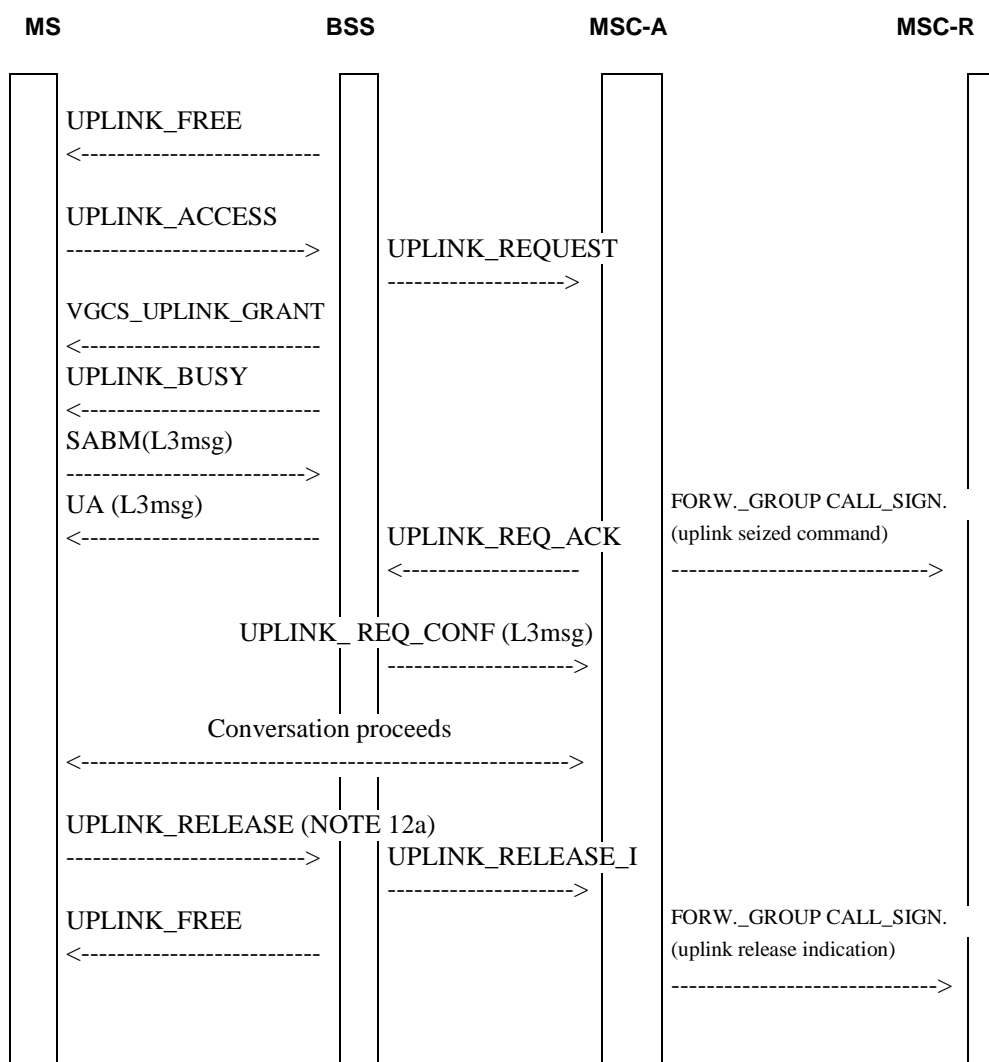 MS BSS MSC-A MSC-R
UPLINK_FREE
<---------------------------
UPLINK_ACCESS
---------------------------> UPLINK_REQUEST
-------------------->
VGCS_UPLINK_GRANT
<---------------------------
UPLINK_BUSY
<---------------------------
SABM(L3msg)
--------------------------->
UA (L3msg) FORW._GROUP CALL_SIGN.
<--------------------------- UPLINK_REQ_ACK (uplink seized command)
<-------------------- ----------------------------->
UPLINK_ REQ_CONF (L3msg)
--------------------->
Conversation proceeds
<------------------------------------------------------->
UPLINK_RELEASE (NOTE 12a)
---------------------------> UPLINK_RELEASE_I
--------------------->
UPLINK_FREE FORW._GROUP CALL_SIGN.
<--------------------------- (uplink release indication)
------------------------------>